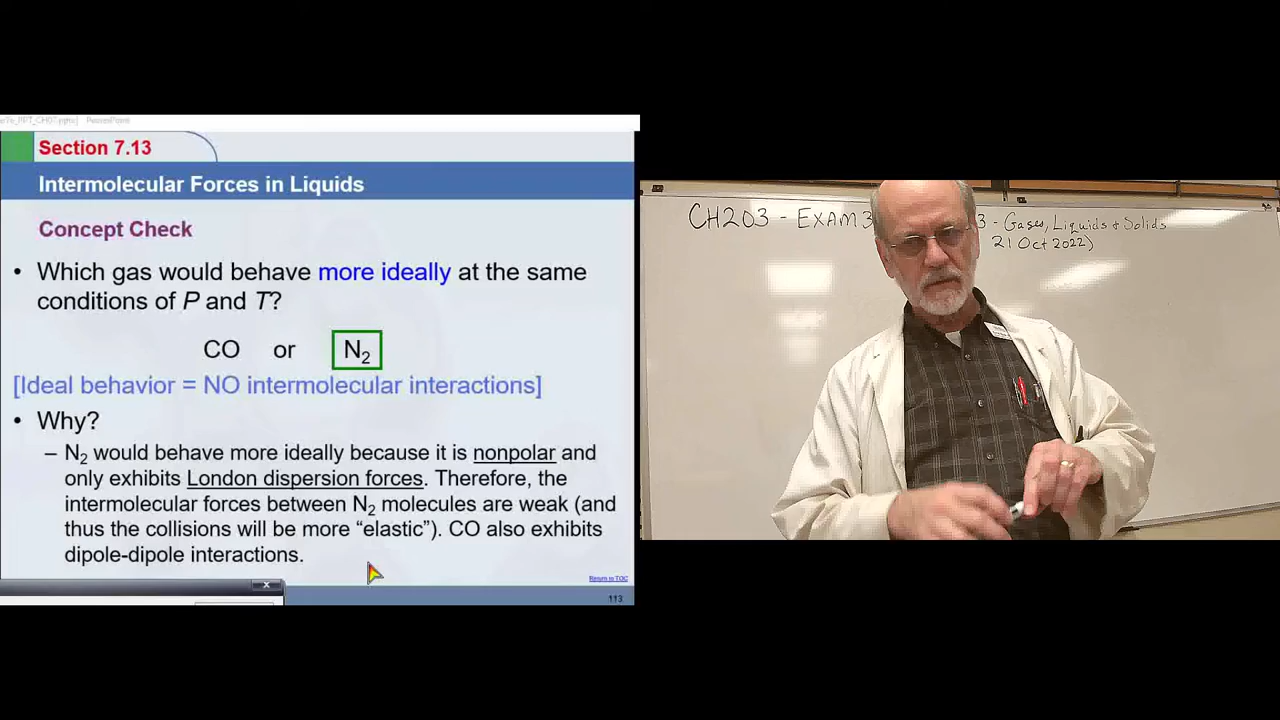 Section 7.13
Intermolecular Forces in Liquids
Concept Check
• Which gas would behave more ideally at the same
conditions of P and T?
CO or N₂
[Ideal behavior = NO intermolecular interactions]
• Why?
– N₂ would behave more ideally because it is nonpolar and
only exhibits London dispersion forces. Therefore, the
intermolecular forces between N₂ molecules are weak (and
thus the collisions will be more “elastic”). CO also exhibits
dipole-dipole interactions.
Return to TOC
113
CH203 - EXAM 3 3 - Gases, Liquids + Solids
21 Oct 2022)